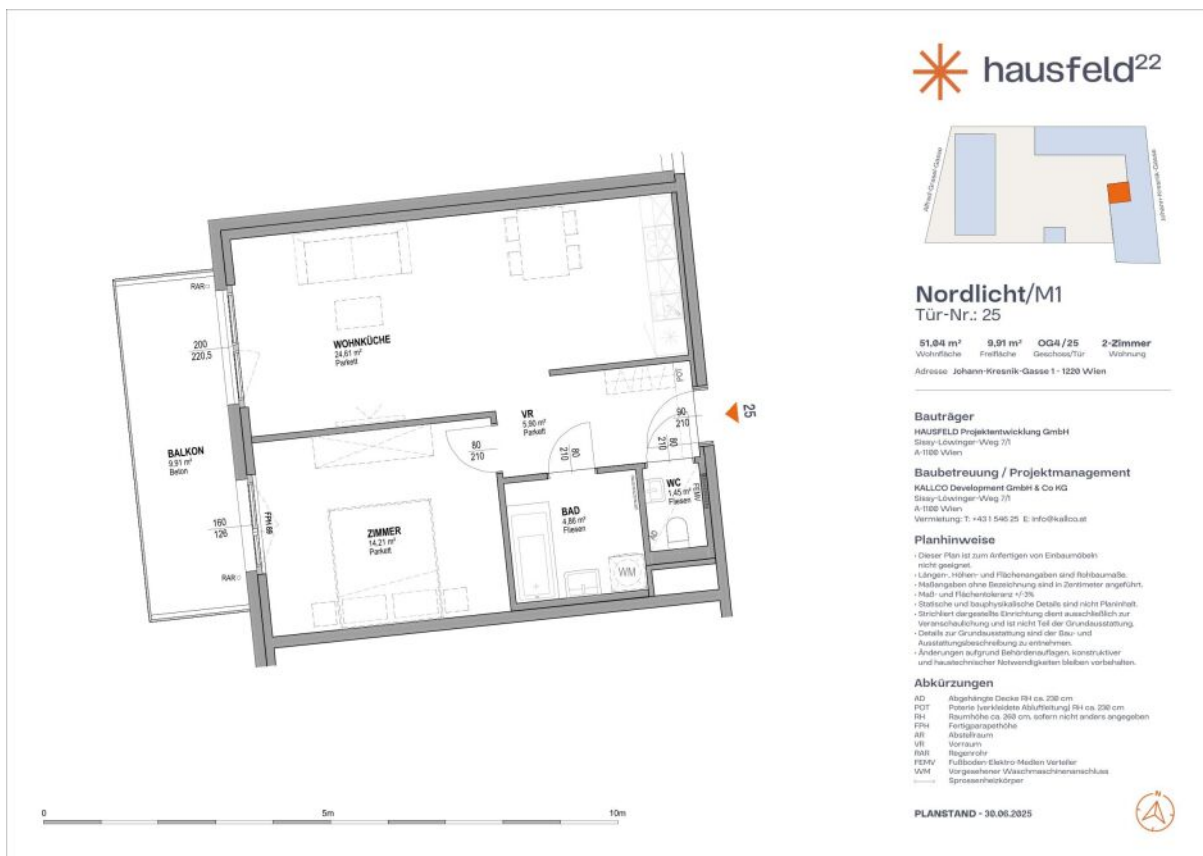 hausfeld²²
Alfred-Grissel-Gasse
Johann-Kresnik-Gasse
Nordlicht/M1
Tür-Nr.: 25
51,04 m² 9,91 m² OG4/25 2-Zimmer
Wohnfläche Freifläche Geschoss/Tür Wohnung
Adresse Johann-Kresnik-Gasse 1 - 1220 Wien
Bauträger
HAUSFELD Projektentwicklung GmbH
Sissy-Löwinger-Weg 7/1
A-1100 Wien
Baubetreuung / Projektmanagement
KALLCO Development GmbH & Co KG
Sissy-Löwinger-Weg 7/1
A-1100 Wien
Vermietung: T: +43 1 546 25 E: info@kallco.at
Planhinweise
- Dieser Plan ist zum Anfertigen von Einbaumöbeln
nicht geeignet.
- Längen-, Höhen- und Flächenangaben sind Rohbaumaße.
- Maßangaben ohne Bezeichnung sind in Zentimeter angeführt.
- Maß- und Flächentoleranz +/-3%
- Statische und bauphysikalische Details sind nicht Planinhalt.
- Strichliert dargestellte Einrichtung dient ausschließlich zur
Veranschaulichung und ist nicht Teil der Grundausstattung.
- Details zur Grundausstattung sind der Bau- und
Ausstattungsbeschreibung zu entnehmen.
- Änderungen aufgrund Behördenauflagen, konstruktiver
und haustechnischer Notwendigkeiten bleiben vorbehalten.
Abkürzungen
AD Abgehängte Decke RH ca. 230 cm
POT Poterie (verkleidete Abluftleitung) RH ca. 230 cm
RH Raumhöhe ca. 260 cm, sofern nicht anders angegeben
FPH Fertigparapethöhe
AR Abstellraum
VR Vorraum
RAR Regenrohr
FEMV Fußboden-Elektro-Medien Verteiler
WM Vorgesehener Waschmaschinenanschluss
Sprossenheizkörper
PLANSTAND - 30.06.2025
N
RAR
200
220,5
WOHNKÜCHE
24,61 m²
Parkett
POT
VR
5,90 m²
Parkett
90
210
25
80
210
80
210
80
210
BALKON
9,91 m²
Beton
160
126
FPH 88
RAR
ZIMMER
14,21 m²
Parkett
BAD
4,86 m²
Fliesen
WM
WC
1,45 m²
Fliesen
FEMV
AD
0 5m 10m